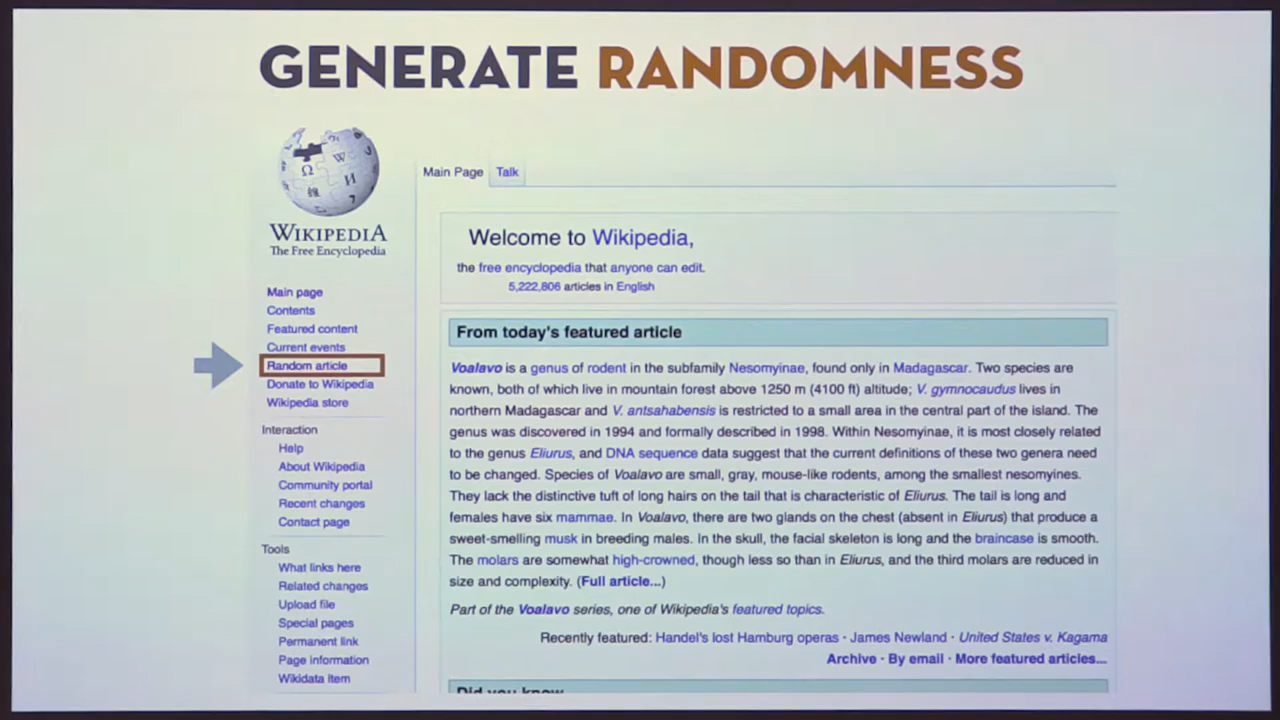 GENERATE RANDOMNESS
WIKIPEDIA
The Free Encyclopedia
Main page
Contents
Featured content
Current events
Random article
Donate to Wikipedia
Wikipedia store
Interaction
Help
About Wikipedia
Community portal
Recent changes
Contact page
Tools
What links here
Related changes
Upload file
Special pages
Permanent link
Page information
Wikidata item
Main Page Talk
Welcome to Wikipedia,
the free encyclopedia that anyone can edit.
5,222,806 articles in English
From today's featured article
Voalavo is a genus of rodent in the subfamily Nesomyinae, found only in Madagascar. Two species are
known, both of which live in mountain forest above 1250 m (4100 ft) altitude; V. gymnocaudus lives in
northern Madagascar and V. antsahabensis is restricted to a small area in the central part of the island. The
genus was discovered in 1994 and formally described in 1998. Within Nesomyinae, it is most closely related
to the genus Eliurus, and DNA sequence data suggest that the current definitions of these two genera need
to be changed. Species of Voalavo are small, gray, mouse-like rodents, among the smallest nesomyines.
They lack the distinctive tuft of long hairs on the tail that is characteristic of Eliurus. The tail is long and
females have six mammae. In Voalavo, there are two glands on the chest (absent in Eliurus) that produce a
sweet-smelling musk in breeding males. In the skull, the facial skeleton is long and the braincase is smooth.
The molars are somewhat high-crowned, though less so than in Eliurus, and the third molars are reduced in
size and complexity. (Full article...)
Part of the Voalavo series, one of Wikipedia's featured topics.
Recently featured: Handel's lost Hamburg operas · James Newland · United States v. Kagama
Archive · By email · More featured articles...
Did you know